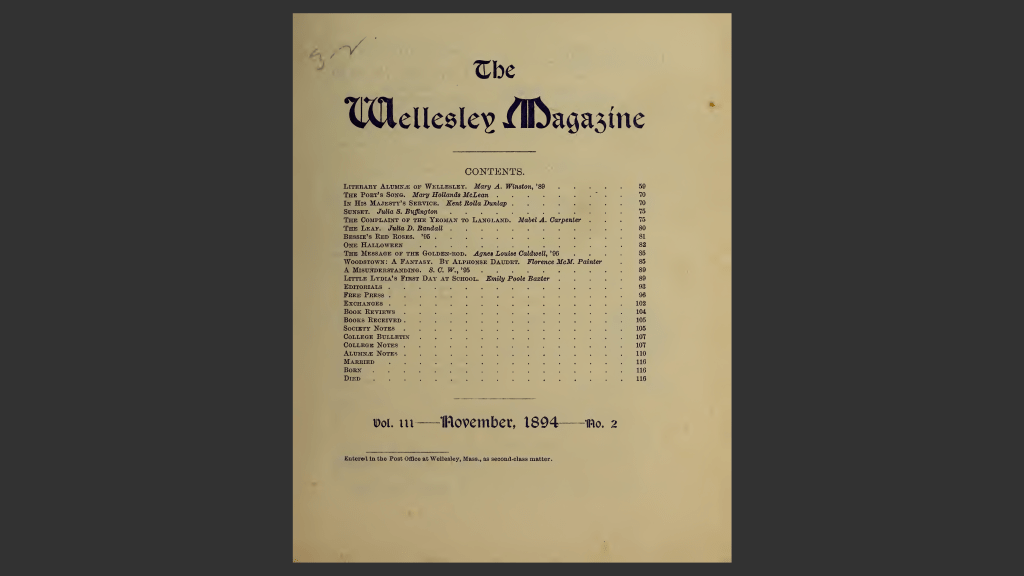 The
Wellesley Magazine
CONTENTS.
LITERARY ALUMNÆ OF WELLESLEY. Mary A. Winston, '89 . . . . . 59
THE POET'S SONG. Mary Hollands McLean . . . . . . . . 70
IN HIS MAJESTY'S SERVICE. Kent Rolla Dunlap . . . . . . . 70
SUNSET. Julia S. Buffington . . . . . . . . . . . 75
THE COMPLAINT OF THE YEOMAN TO LANGLAND. Mabel A. Carpenter . . . 75
THE LEAF. Julia D. Randall . . . . . . . . . . . 80
BESSIE'S RED ROSES. '95 . . . . . . . . . . . . 81
ONE HALLOWEEN . . . . . . . . . . . . . 82
THE MESSAGE OF THE GOLDEN-ROD. Agnes Louise Caldwell, '96 . . . . 85
WOODSTOWN: A FANTASY. BY ALPHONSE DAUDET. Florence McM. Painter . 85
A MISUNDERSTANDING. S. C. W., '95 . . . . . . . . . 89
LITTLE LYDIA'S FIRST DAY AT SCHOOL. Emily Poole Baxter . . . . . 89
EDITORIALS . . . . . . . . . . . . . . . 93
FREE PRESS . . . . . . . . . . . . . . . 96
EXCHANGES . . . . . . . . . . . . . . . 102
BOOK REVIEWS . . . . . . . . . . . . . . 104
BOOKS RECEIVED . . . . . . . . . . . . . . 105
SOCIETY NOTES . . . . . . . . . . . . . . 105
COLLEGE BULLETIN . . . . . . . . . . . . . 107
COLLEGE NOTES . . . . . . . . . . . . . . 107
ALUMNÆ NOTES . . . . . . . . . . . . . . 110
MARRIED . . . . . . . . . . . . . . . 116
BORN . . . . . . . . . . . . . . . . 116
DIED . . . . . . . . . . . . . . . . 116
Vol. III—November, 1894—No. 2
Entered in the Post Office at Wellesley, Mass., as second-class matter.